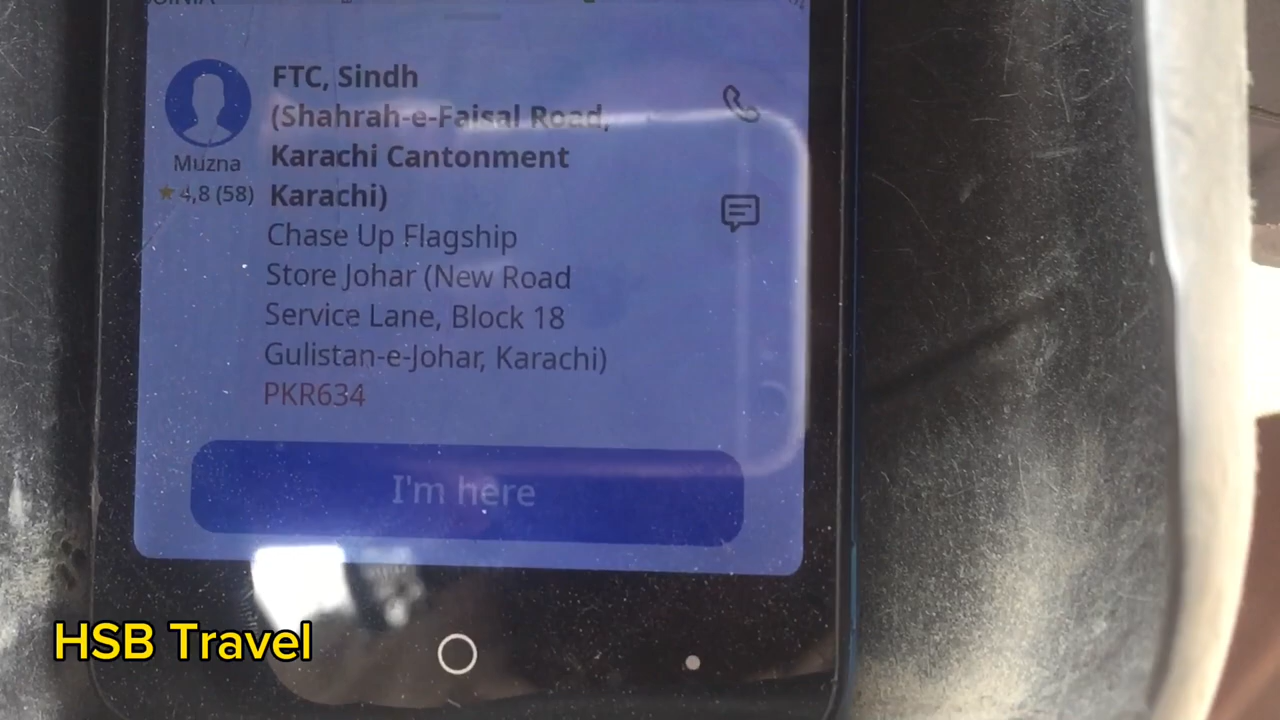 FTC, Sindh
(Shahrah-e-Faisal Road,
Karachi Cantonment
Karachi)
Muzna
4,8 (58)
Chase Up Flagship
Store Johar (New Road
Service Lane, Block 18
Gulistan-e-Johar, Karachi)
PKR634
I'm here
HSB Travel